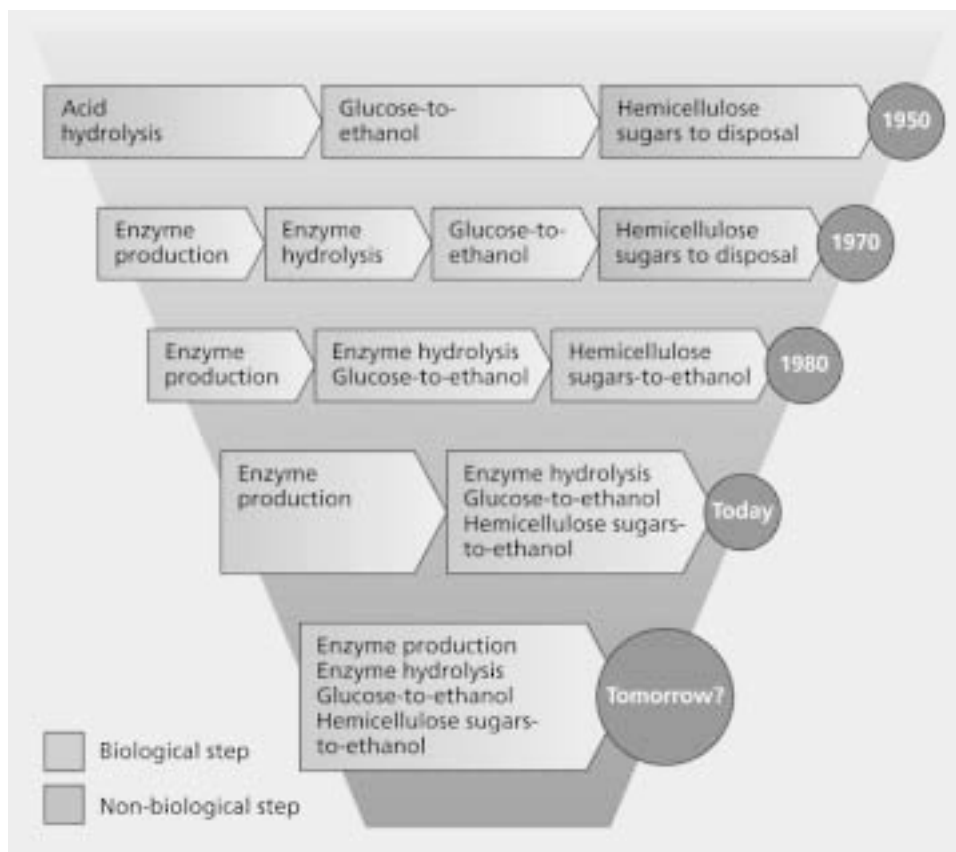 Acid
hydrolysis
Glucose-to-
ethanol
Hemicellulose
sugars to disposal
1950
Enzyme
production
Enzyme
hydrolysis
Glucose-to-
ethanol
Hemicellulose
sugars to disposal
1970
Enzyme
production
Enzyme hydrolysis
Glucose-to-ethanol
Hemicellulose
sugars-to-ethanol
1980
Enzyme
production
Enzyme hydrolysis
Glucose-to-ethanol
Hemicellulose sugars-
to-ethanol
Today
Enzyme production
Enzyme hydrolysis
Glucose-to-ethanol
Hemicellulose sugars-
to-ethanol
Tomorrow?
Biological step
Non-biological step